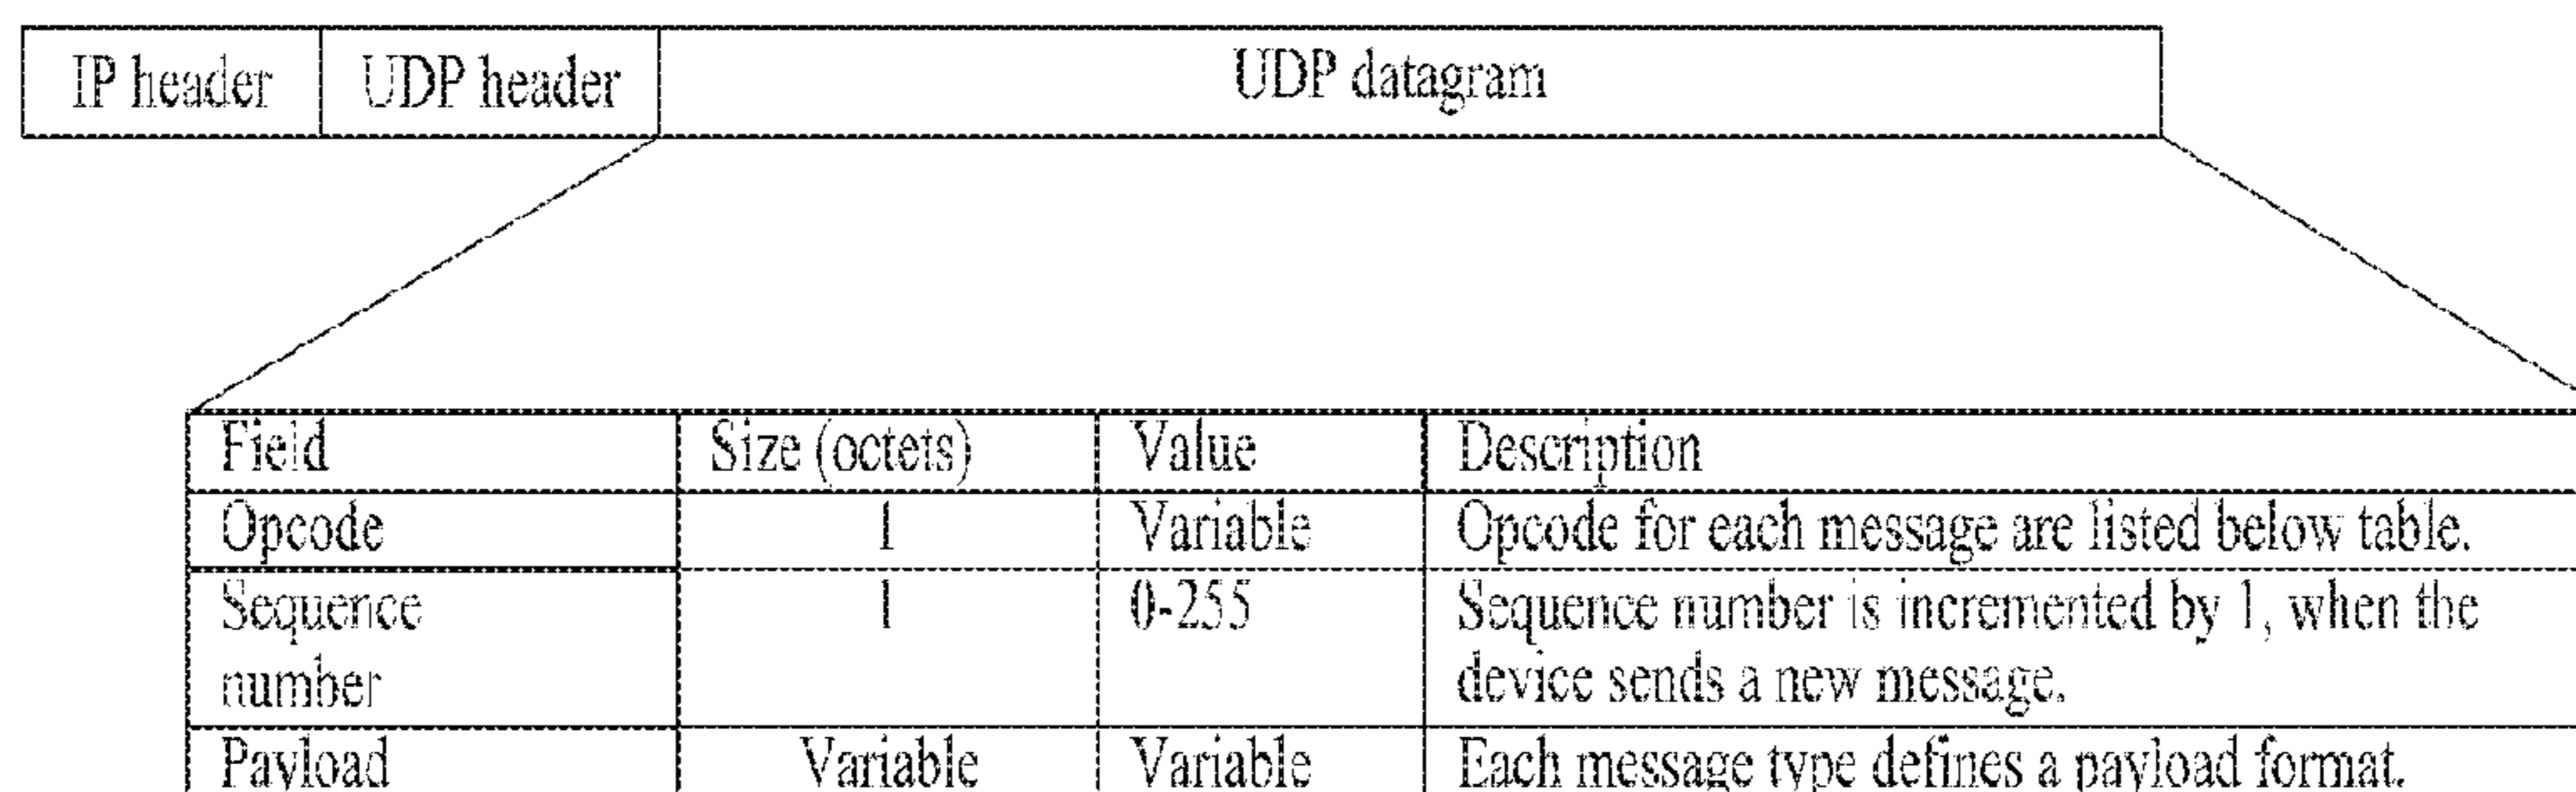 IP header UDP header UDP datagram
Field Size (octets) Value Description
Opcode 1 Variable Opcode for each message are listed below table.
Sequence number 1 0-255 Sequence number is incremented by 1, when the
device sends a new message.
Payload Variable Variable Each message type defines a payload format.